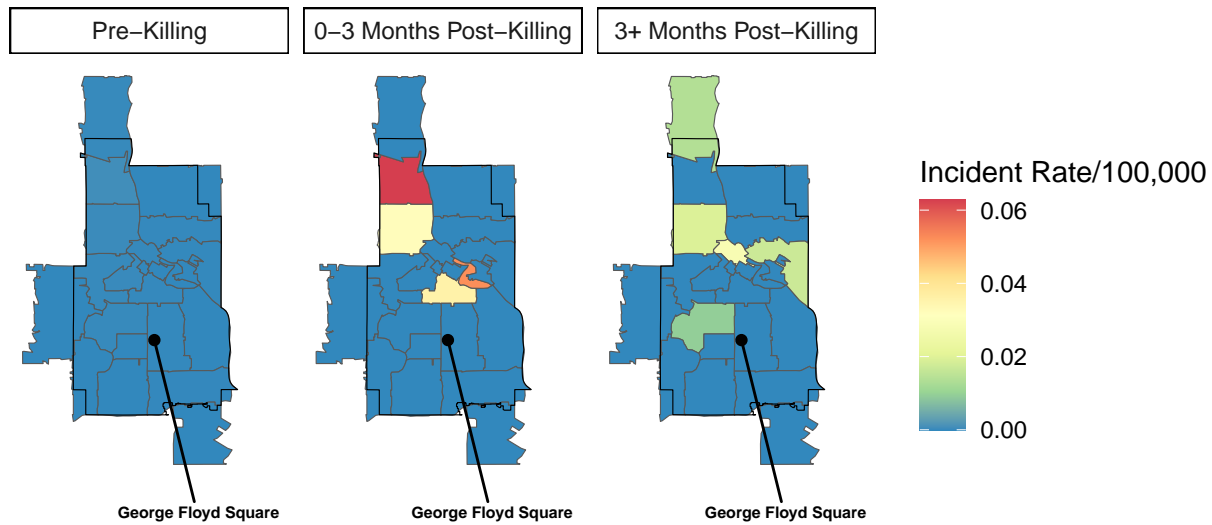 Pre−Killing
0−3 Months Post−Killing
3+ Months Post−Killing
Incident Rate/100,000
0.06
0.04
0.02
0.00
George Floyd Square
George Floyd Square
George Floyd Square